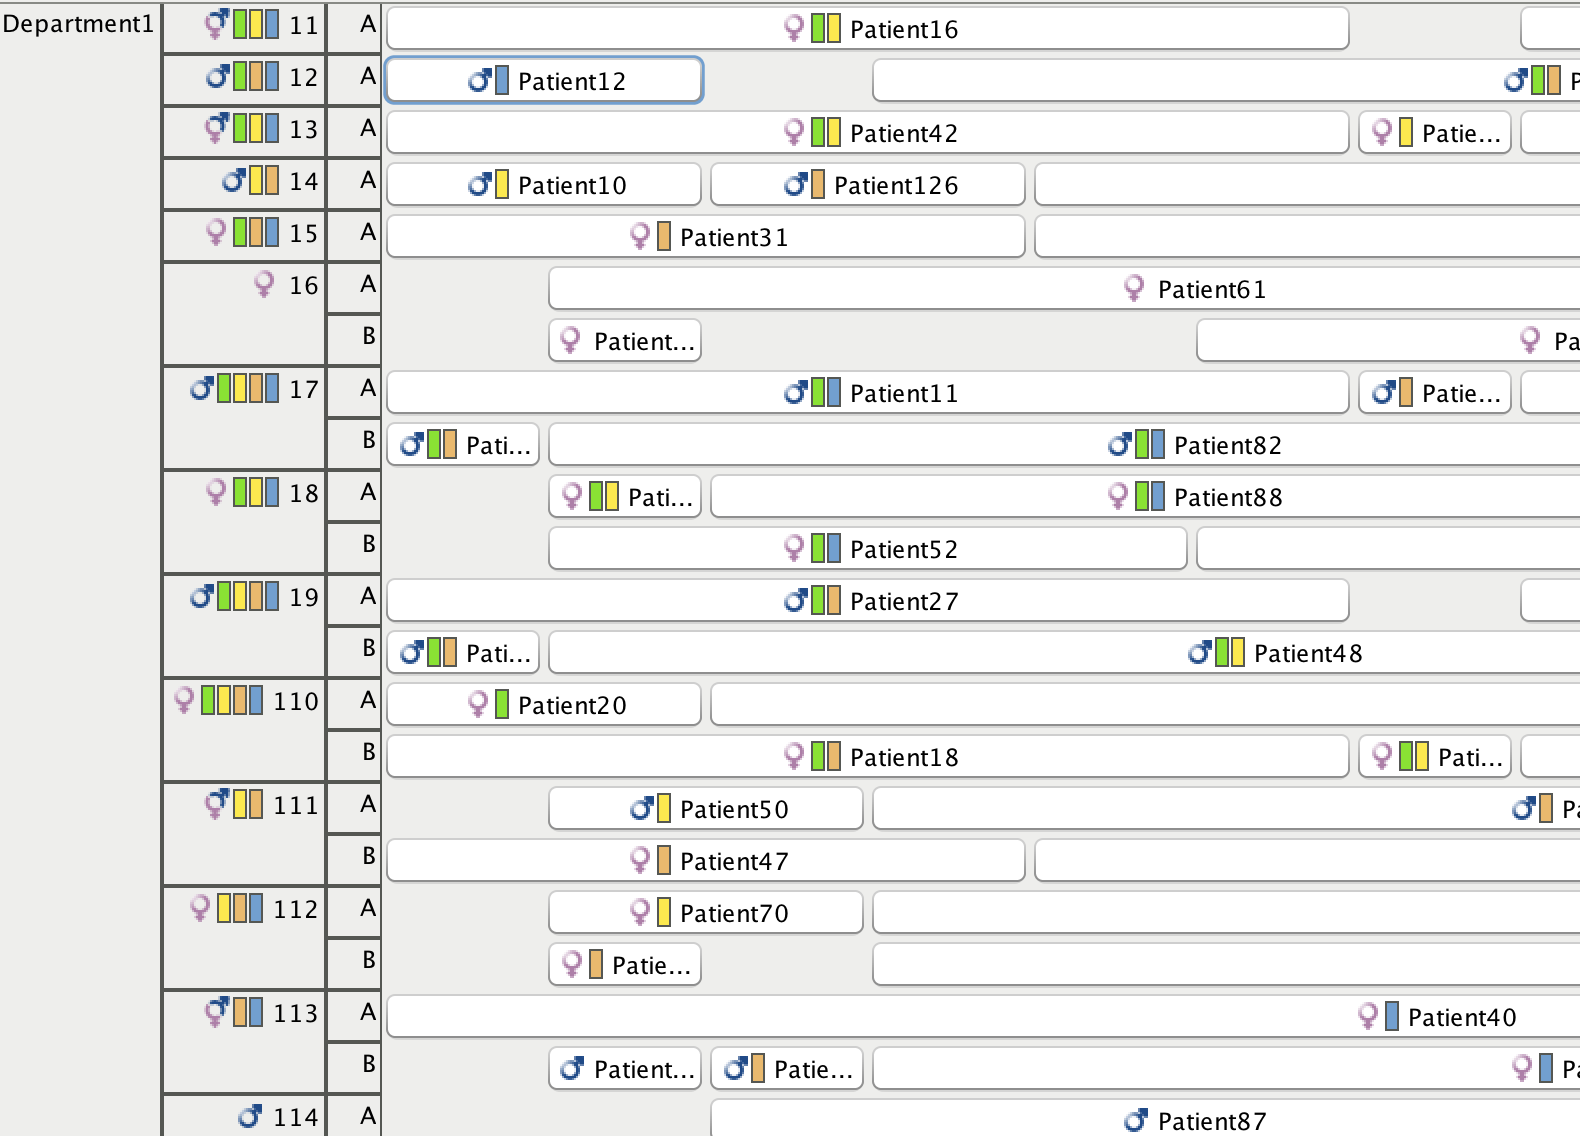 Department1 11 A Patient16
12 A Patient12 P
13 A Patient42 Patie...
14 A Patient10 Patient126
15 A Patient31
16 A Patient61
B Patient... Pa
17 A Patient11 Patie...
B Pati... Patient82
18 A Pati... Patient88
B Patient52
19 A Patient27
B Pati... Patient48
110 A Patient20
B Patient18 Pati...
111 A Patient50 Pa
B Patient47
112 A Patient70
B Patie...
113 A Patient40
B Patient... Patie... Pa
114 A Patient87